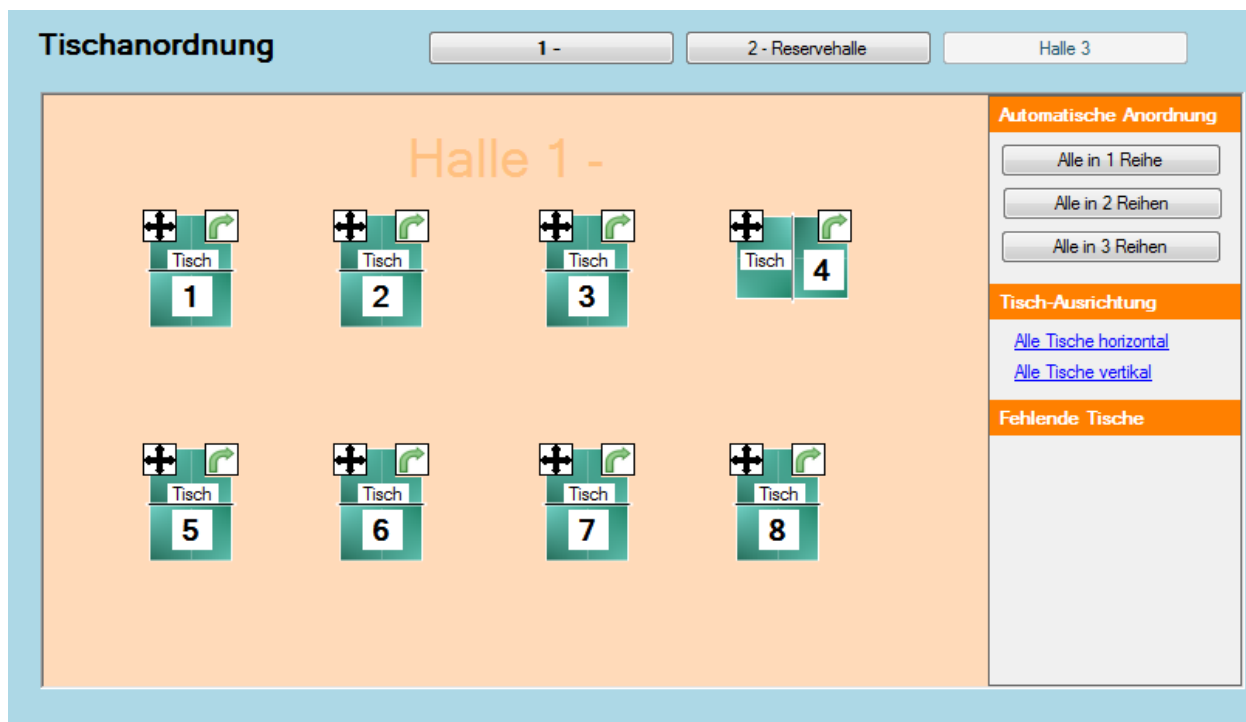 Tischanordnung
1 -
2 - Reservehalle
Halle 3
Halle 1 -
Tisch
1
Tisch
2
Tisch
3
Tisch
4
Tisch
5
Tisch
6
Tisch
7
Tisch
8
Automatische Anordnung
Alle in 1 Reihe
Alle in 2 Reihen
Alle in 3 Reihen
Tisch-Ausrichtung
Alle Tische horizontal
Alle Tische vertikal
Fehlende Tische